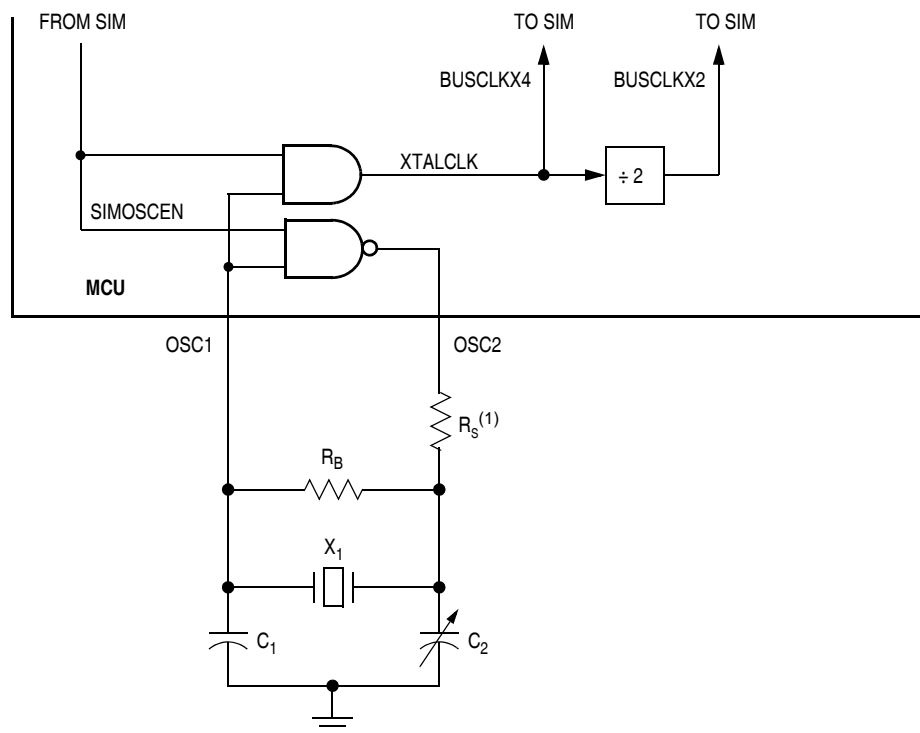 FROM SIM
TO SIM
TO SIM
BUSCLKX4
BUSCLKX2
XTALCLK
÷ 2
SIMOSCEN
MCU
OSC1
OSC2
RS(1)
RB
X1
C1
C2